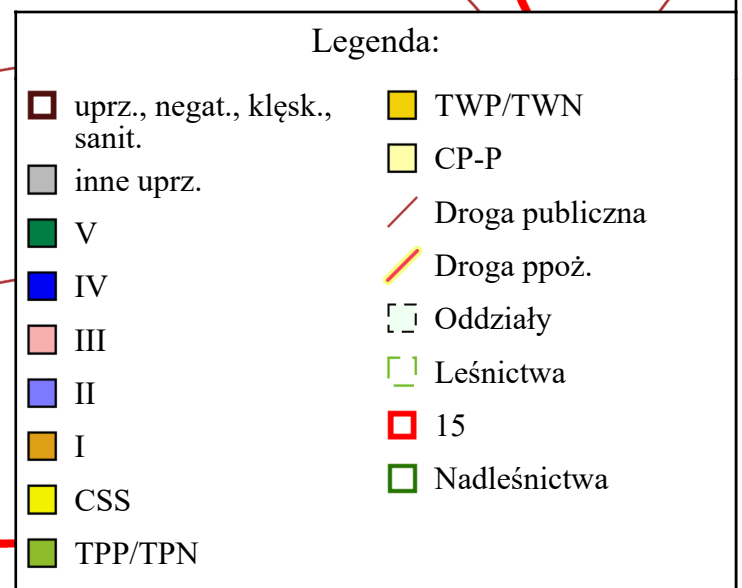 Legenda:
uprz., negat., klęsk.,
sanit.
inne uprz.
V
IV
III
II
I
CSS
TPP/TPN
TWP/TWN
CP-P
Droga publiczna
Droga ppoż.
Oddziały
Leśnictwa
15
Nadleśnictwa